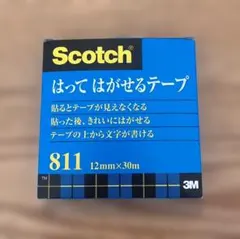 Scotch
はって はがせるテープ
貼るとテープが見えなくなる
貼った後、きれいにはがせる
テープの上から文字が書ける
811 12mm×30m
TM
3M